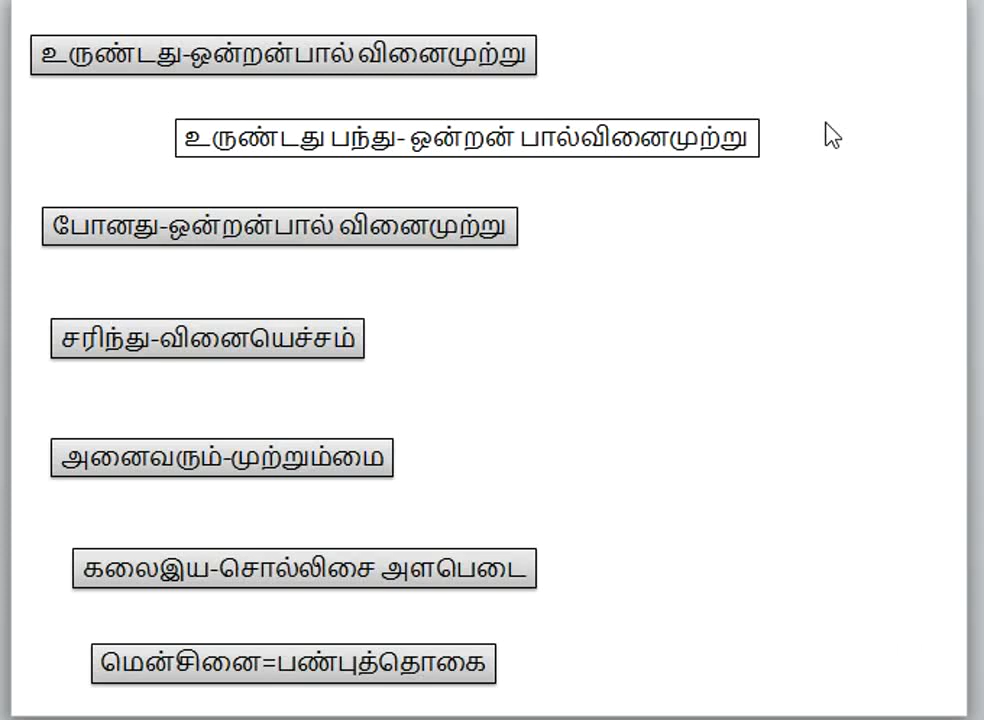 உருண்டது-ஒன்றன்பால் வினைமுற்று
உருண்டது பந்து- ஒன்றன் பால்வினைமுற்று
போனது-ஒன்றன்பால் வினைமுற்று
சரிந்து-வினையெச்சம்
அனைவரும்-முற்றும்மை
கலைஇய-சொல்லிசை அளபெடை
மென்சினை=பண்புத்தொகை